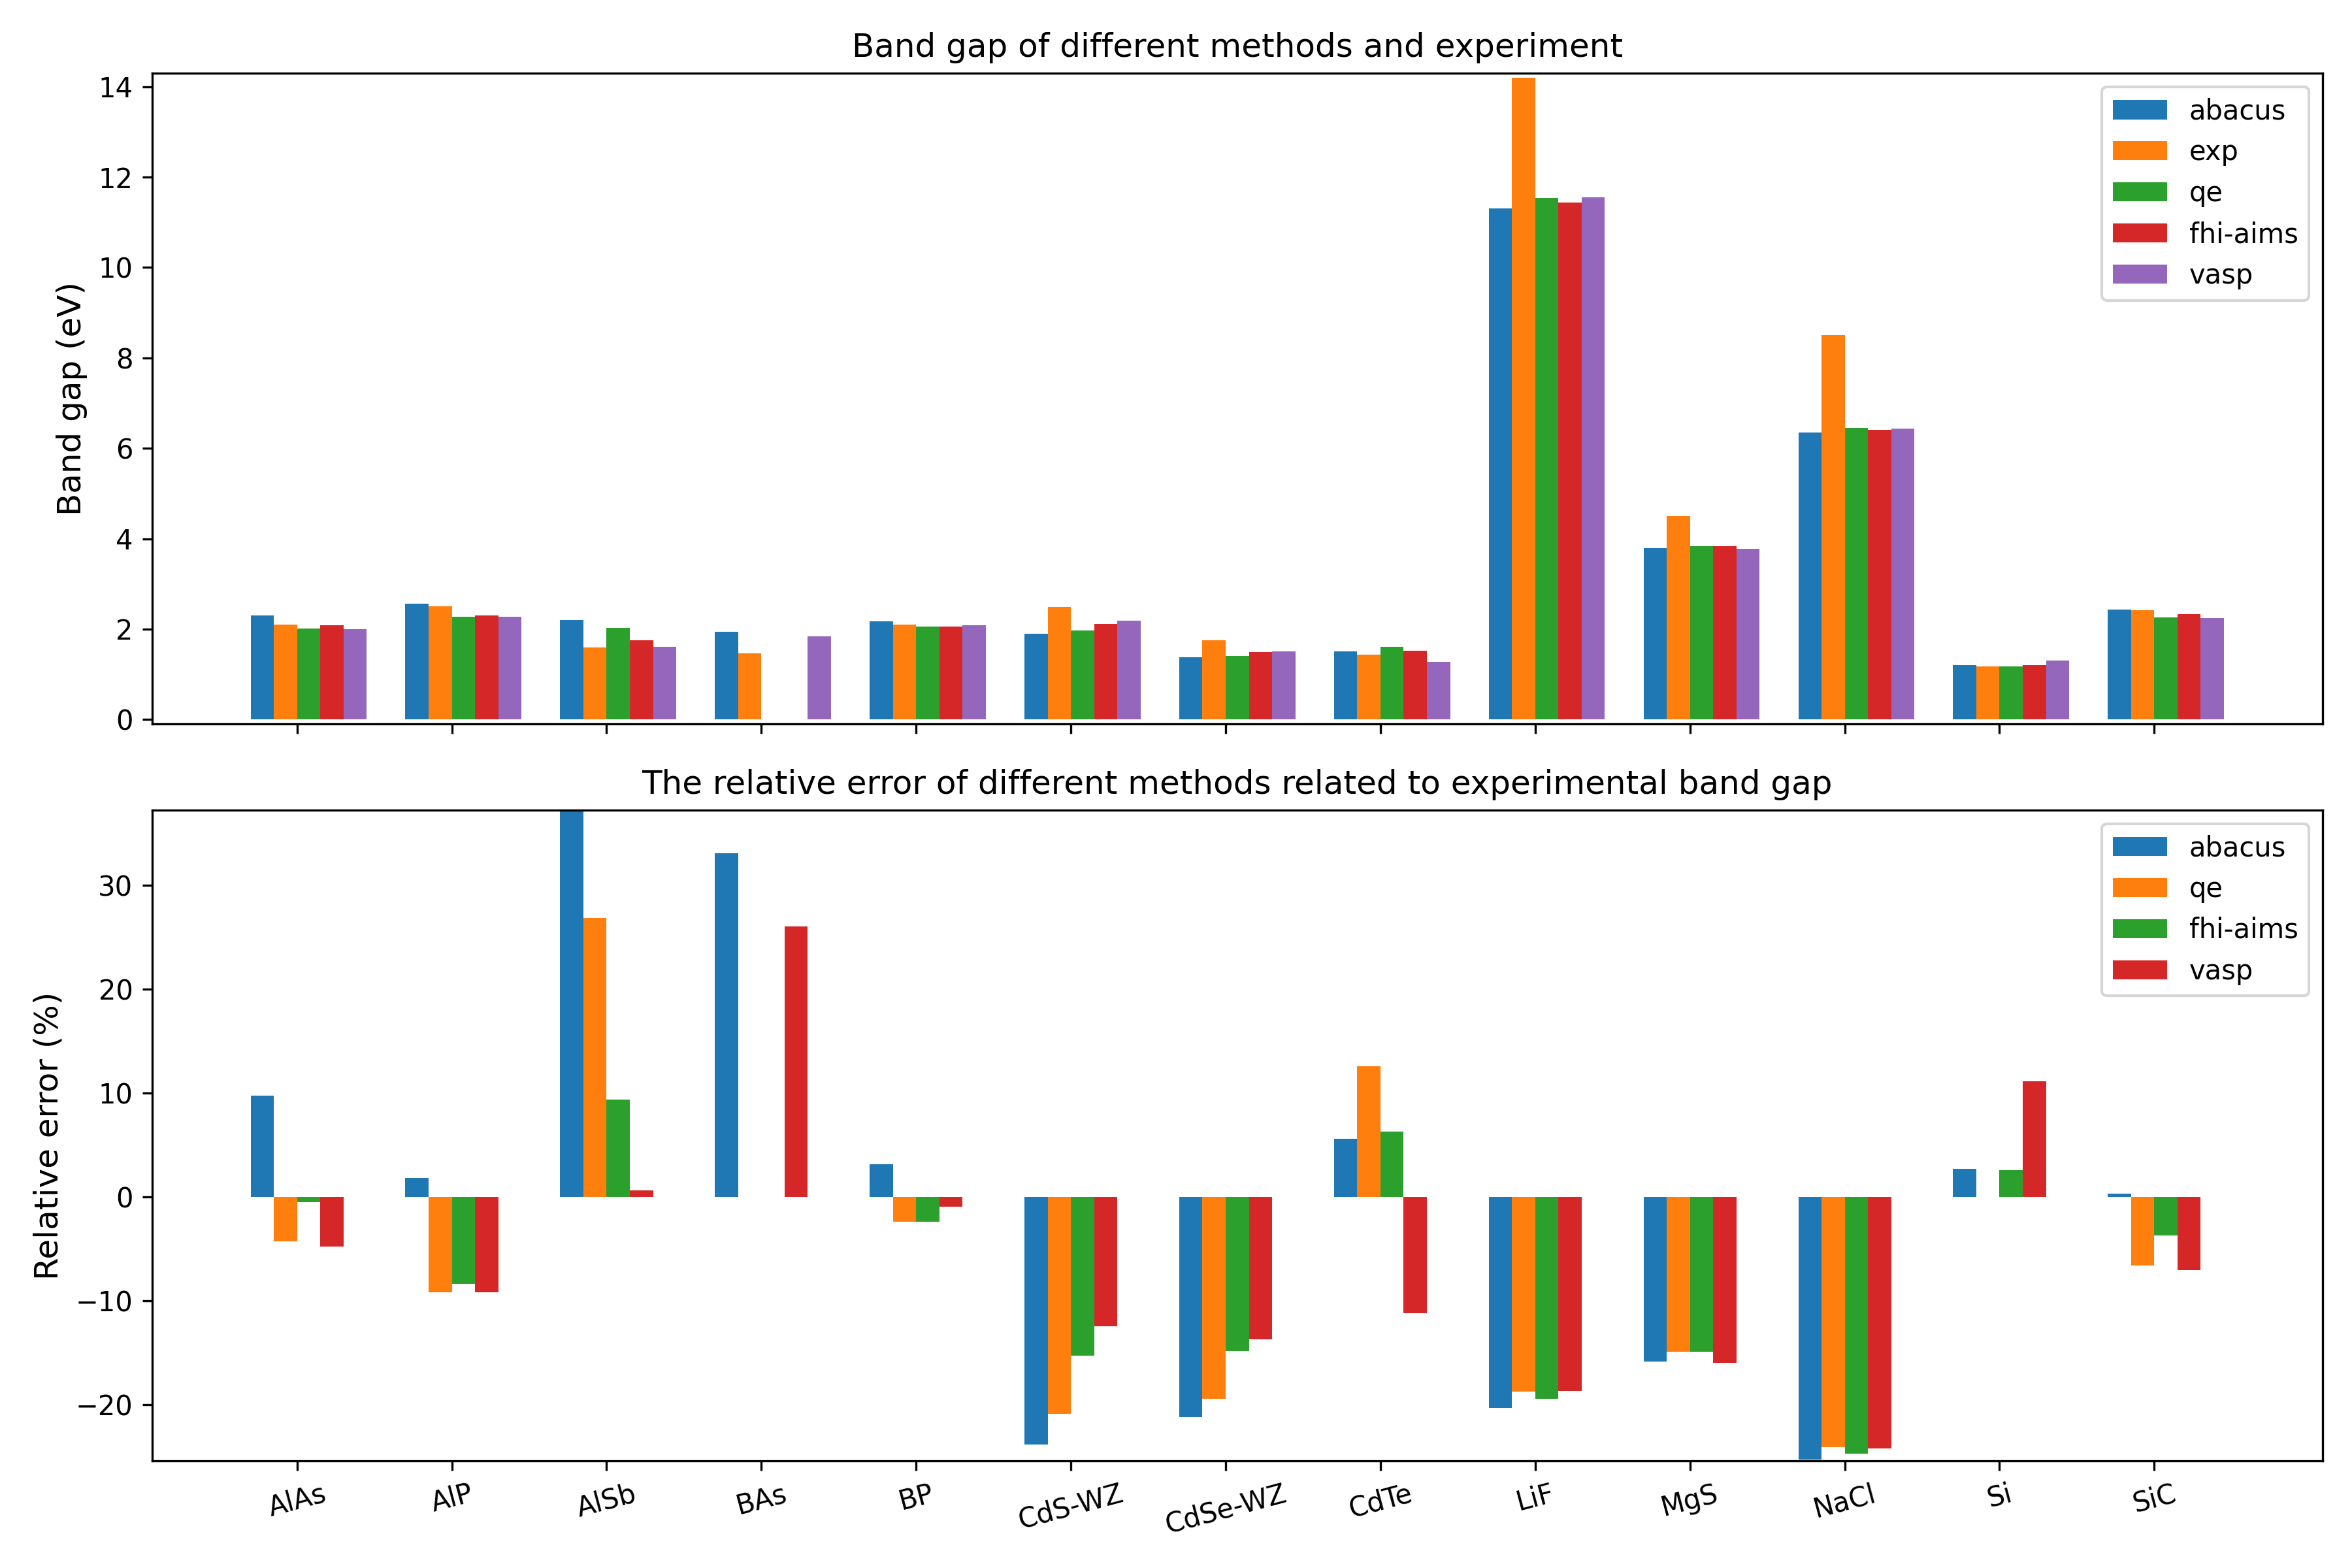 Band gap of different methods and experiment
Band gap (eV)
14
12
10
8
6
4
2
0
abacus
exp
qe
fhi-aims
vasp
The relative error of different methods related to experimental band gap
Relative error (%)
30
20
10
0
−10
−20
abacus
qe
fhi-aims
vasp
AlAs
AlP
AlSb
BAs
BP
CdS-WZ
CdSe-WZ
CdTe
LiF
MgS
NaCl
Si
SiC